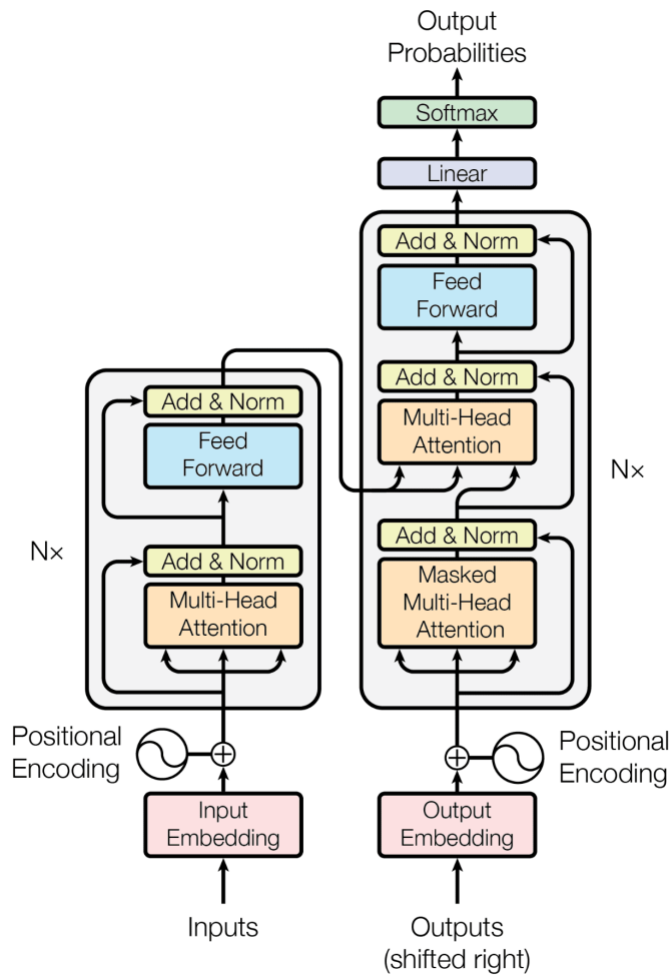 Output
Probabilities
Softmax
Linear
Add & Norm
Feed
Forward
Add & Norm
Multi-Head
Attention
Nx
Add & Norm
Masked
Multi-Head
Attention
Add & Norm
Feed
Forward
Nx
Add & Norm
Multi-Head
Attention
Positional
Encoding
Positional
Encoding
Input
Embedding
Output
Embedding
Inputs
Outputs
(shifted right)